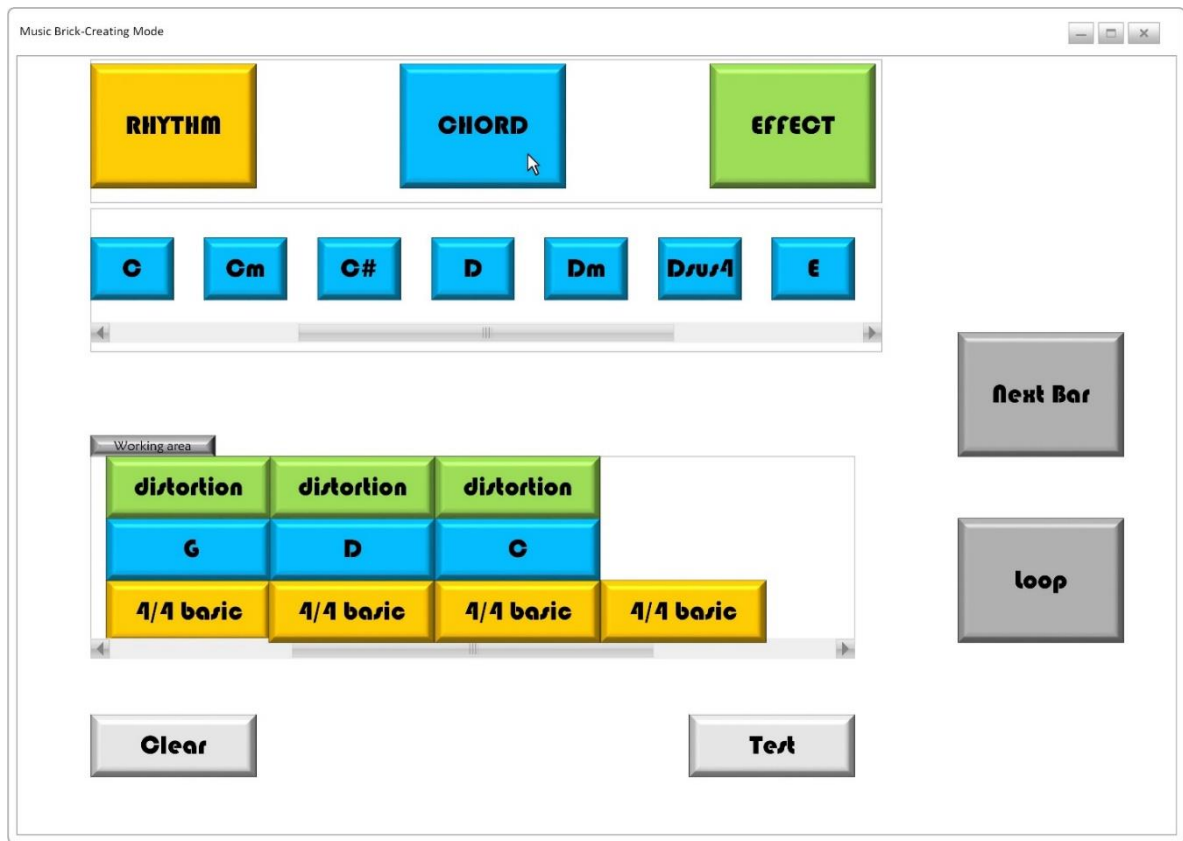 Music Brick-Creating Mode
RHYTHM
CHORD
EFFECT
C
Cm
C#
D
Dm
Dsus4
E
Next Bar
Working area
distortion
distortion
distortion
G
D
C
4/4 basic
4/4 basic
4/4 basic
4/4 basic
Loop
Clear
Test